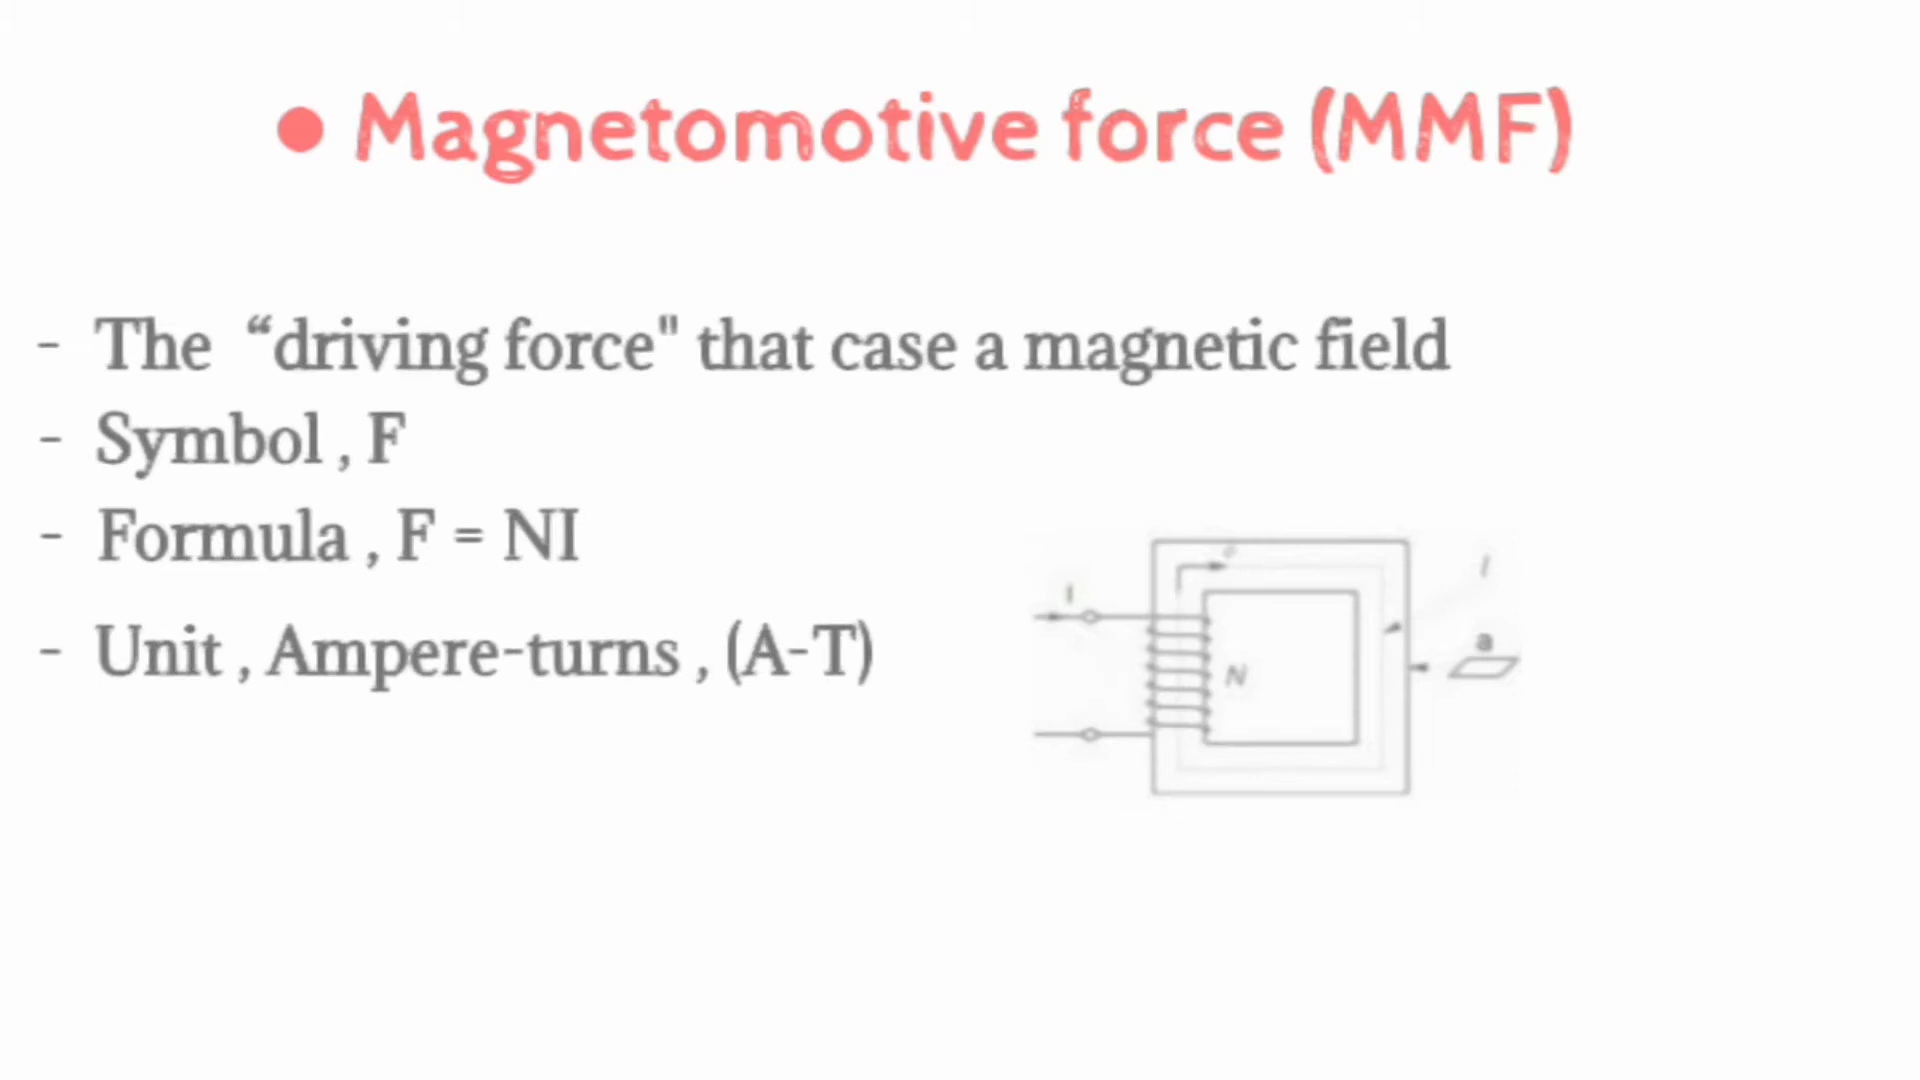 ● Magnetomotive force (MMF)
- The “driving force" that case a magnetic field
- Symbol , F
- Formula , F = NI
- Unit , Ampere-turns , (A-T)
I
l
a
N